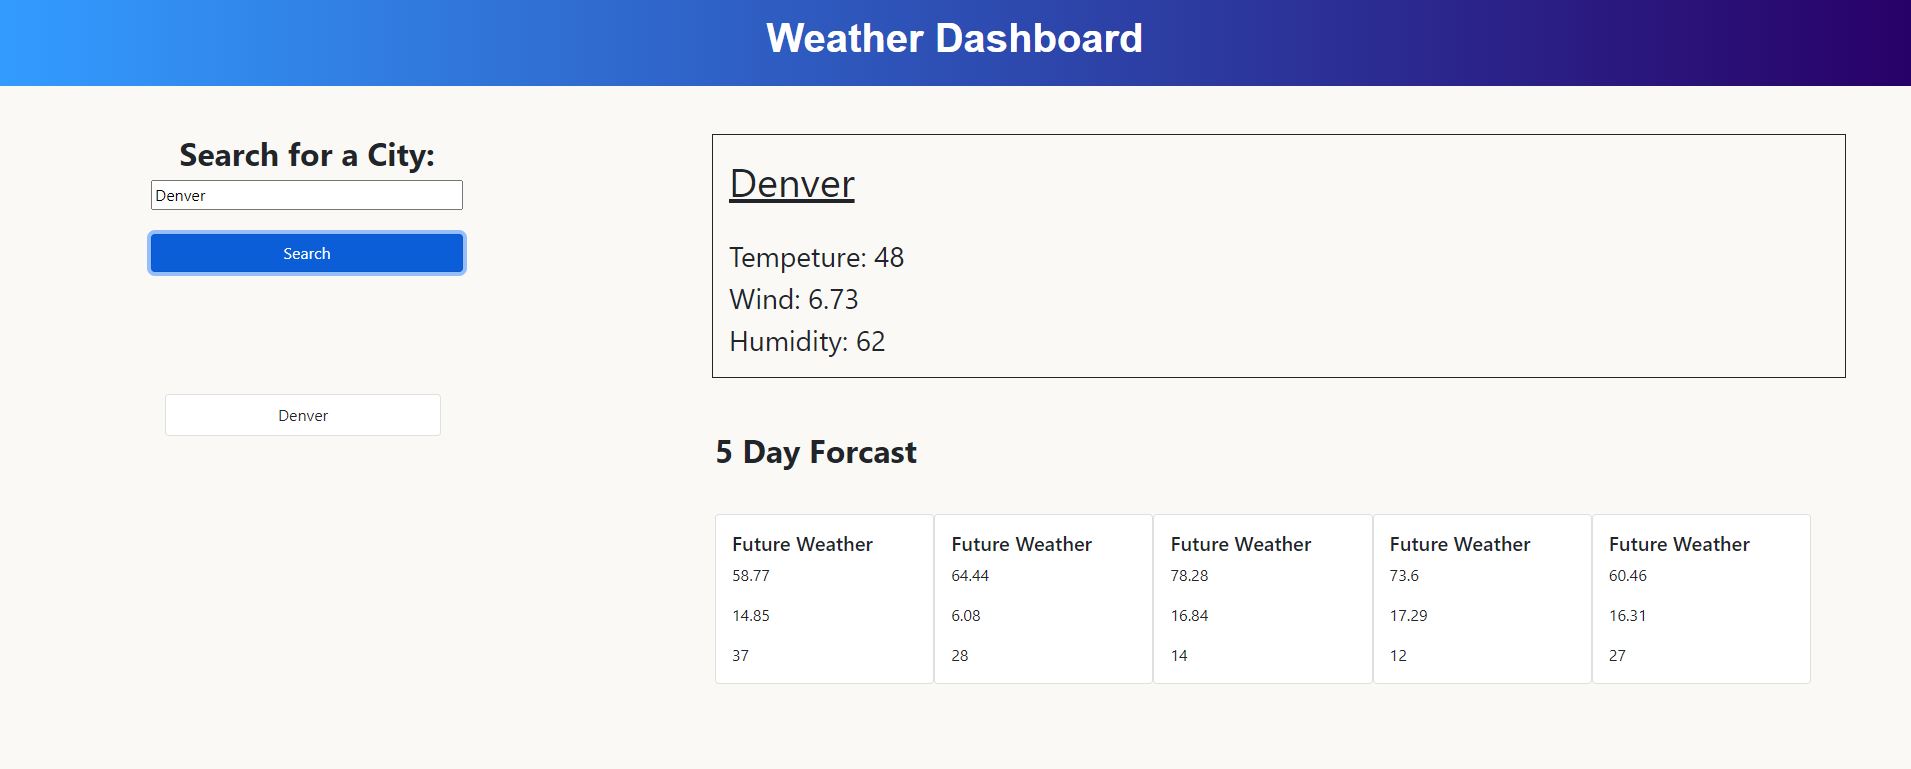 Weather Dashboard
Search for a City:
Denver
Search
Denver
Denver
Tempeture: 48
Wind: 6.73
Humidity: 62
5 Day Forcast
Future Weather
58.77
14.85
37
Future Weather
64.44
6.08
28
Future Weather
78.28
16.84
14
Future Weather
73.6
17.29
12
Future Weather
60.46
16.31
27